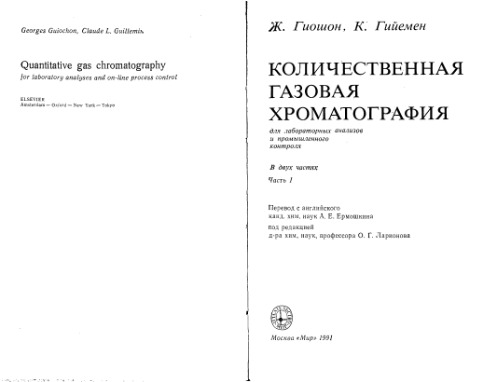 Georges Guiochon, Claude L. Guillemin.
Quantitative gas chromatography
for laboratory analyses and on-line process control
ELSEVIER
Amsterdam — Oxford — New York — Tokyo
Ж. Гиошон, К. Гийемен
КОЛИЧЕСТВЕННАЯ
ГАЗОВАЯ
ХРОМАТОГРАФИЯ
для лабораторных анализов
и промышленного
контроля
В двух частях
Часть 1
Перевод с английского
канд. хим. наук А. Е. Ермошкина
под редакцией
д-ра хим. наук, профессора О. Г. Ларионова
Москва «Мир» 1991